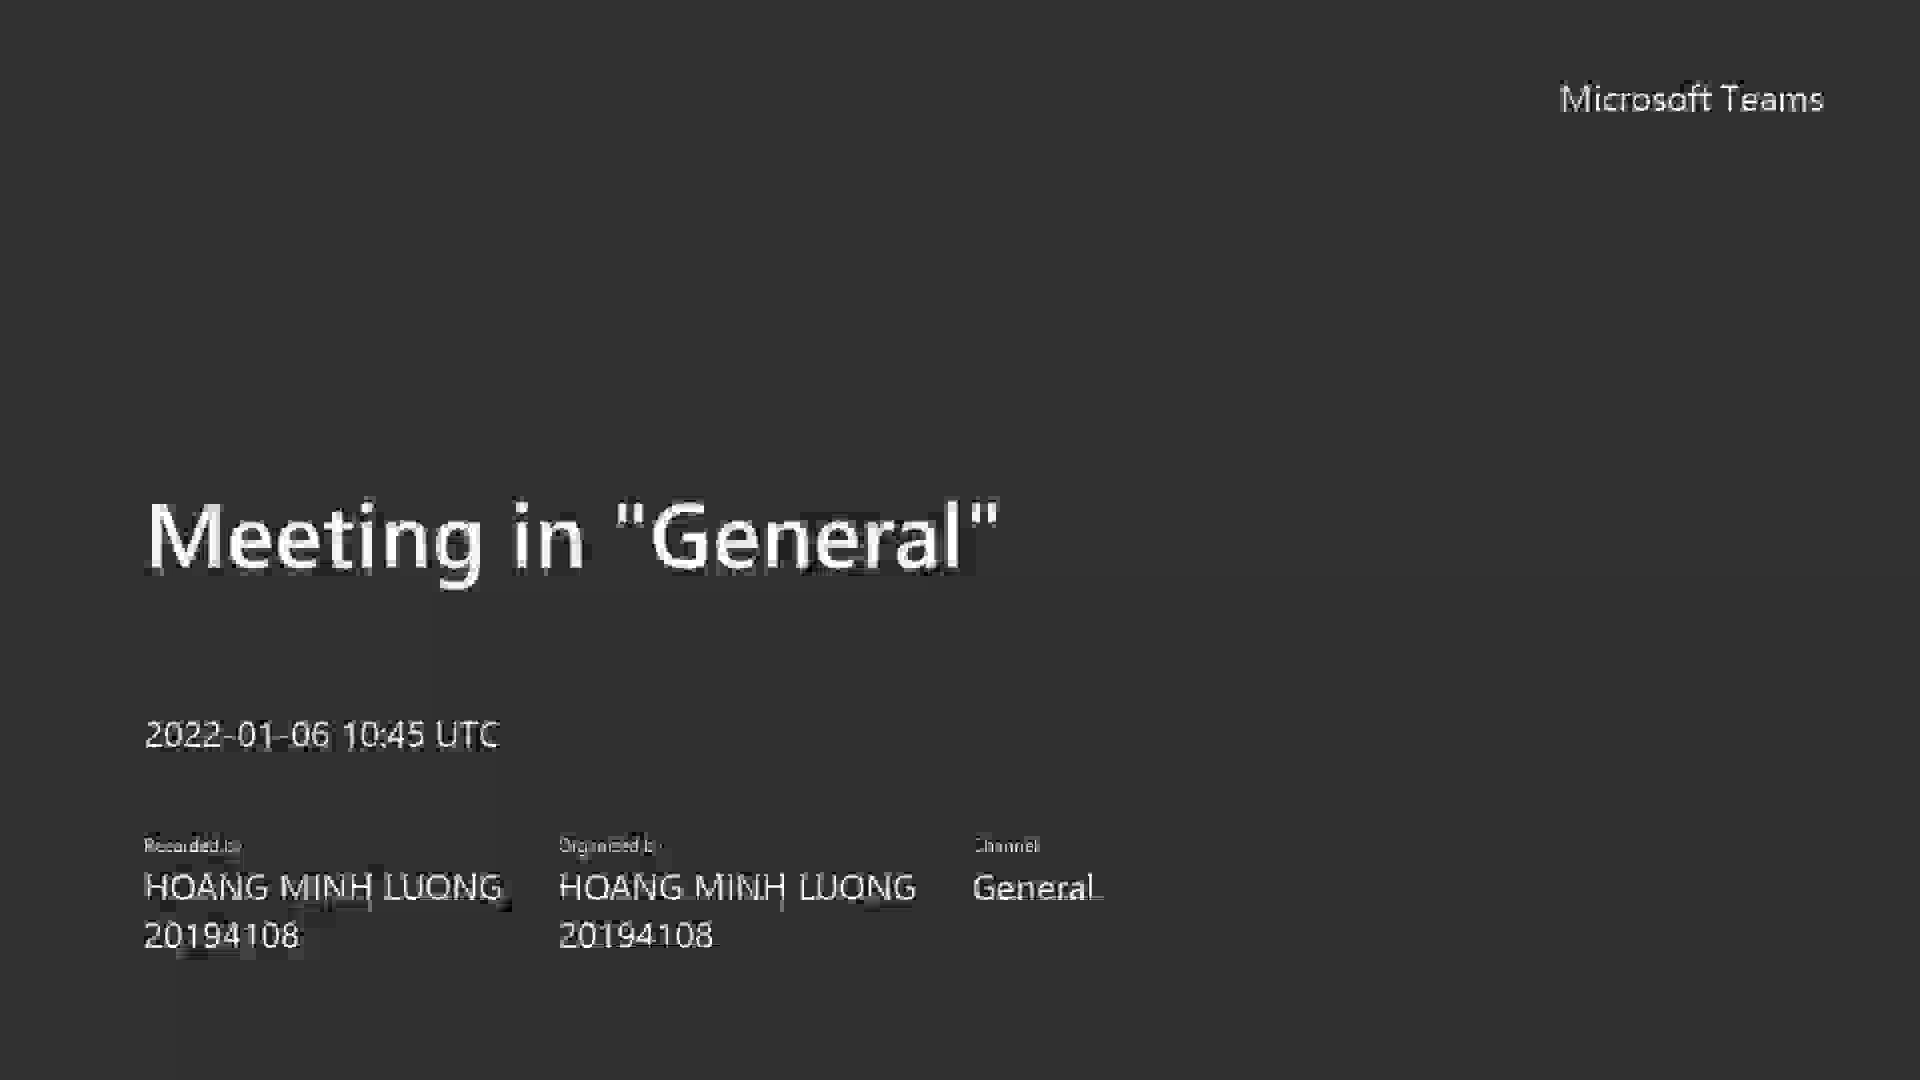 Microsoft Teams
Meeting in "General"
2022-01-06 10:45 UTC
Recorded by
Organized by
Channel
HOANG MINH LUONG
20194108
HOANG MINH LUONG
20194108
General